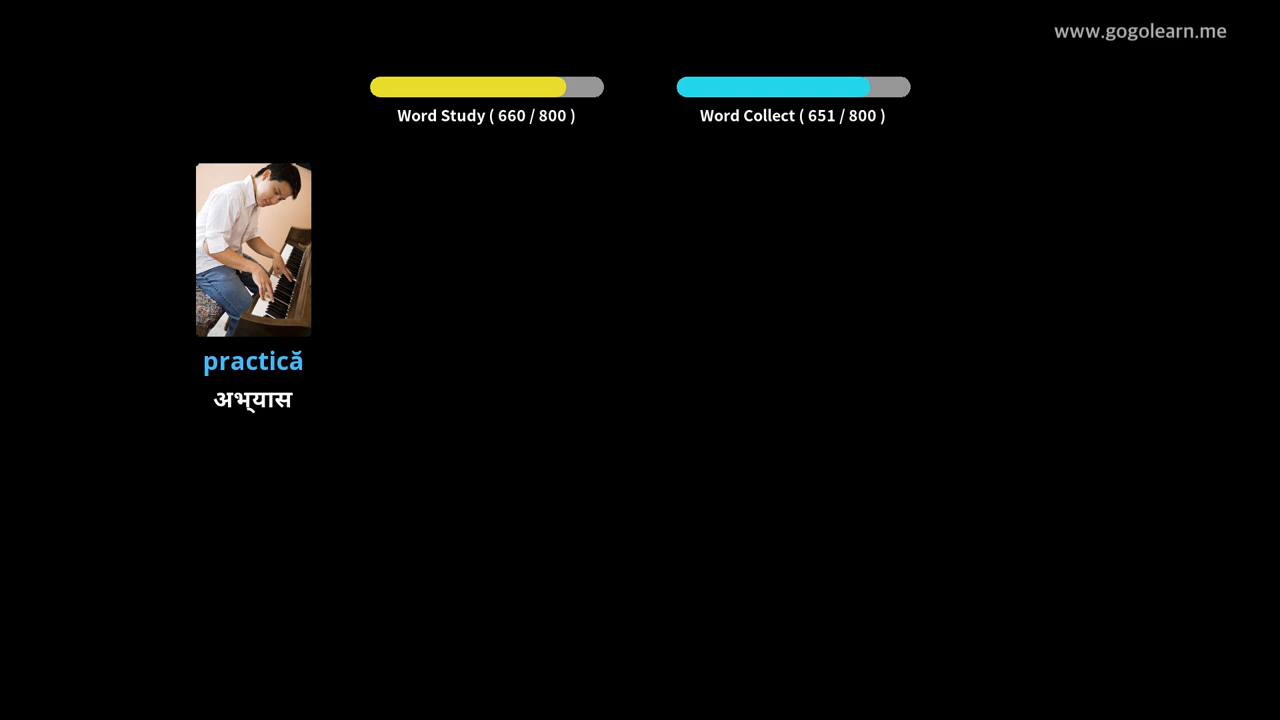 www.gogolearn.me
Word Study ( 660 / 800 )
Word Collect ( 651 / 800 )
practică
अभ्यास